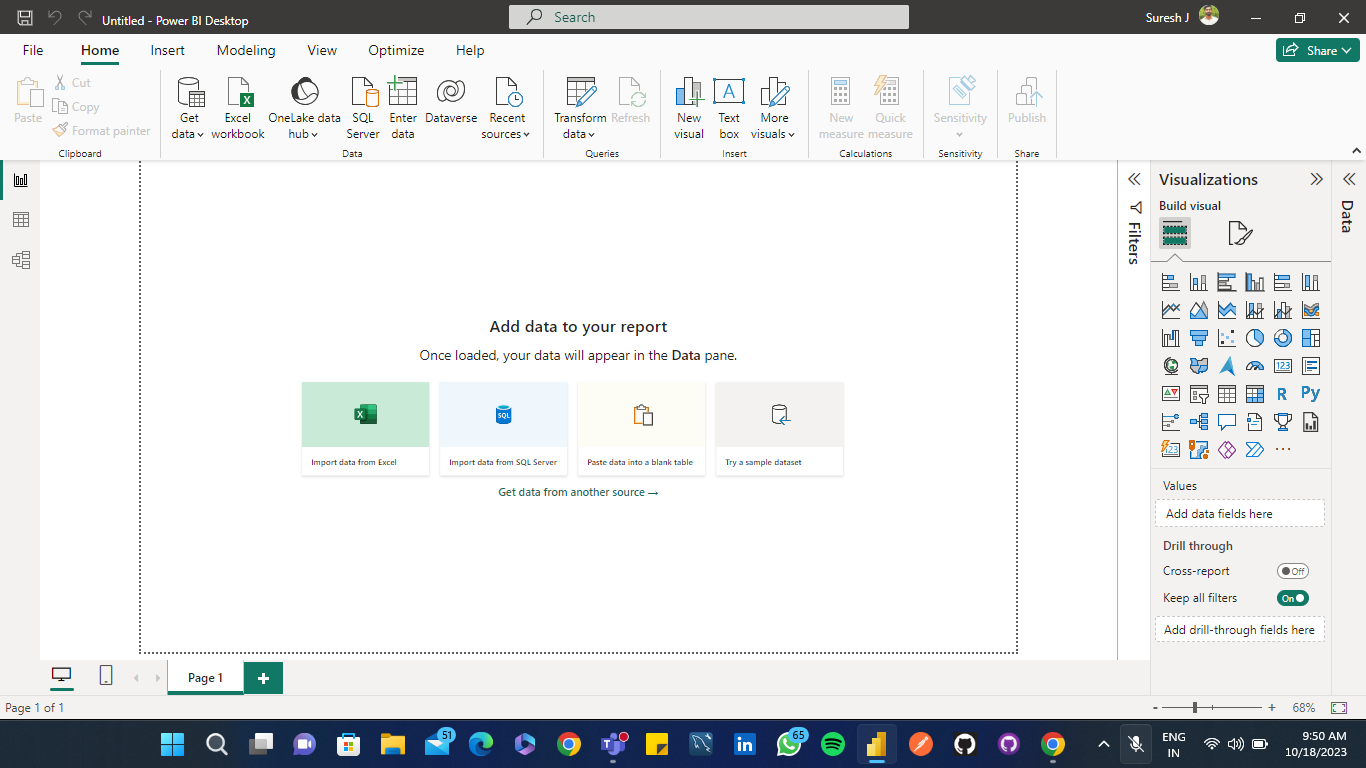 Untitled - Power BI Desktop
Search
Suresh J
File Home Insert Modeling View Optimize Help
Share
Paste
Cut
Copy
Format painter
Get data
Excel workbook
OneLake data hub
SQL Server
Enter data
Dataverse
Recent sources
Transform data
Refresh
New visual
Text box
More visuals
New measure
Quick measure
Sensitivity
Publish
Clipboard Data Queries Insert Calculations Sensitivity Share
Filters
Visualizations
Build visual
Data
123
R Py
123
Add data to your report
Once loaded, your data will appear in the Data pane.
SQL
Import data from Excel
Import data from SQL Server
Paste data into a blank table
Try a sample dataset
Get data from another source →
Values
Add data fields here
Drill through
Cross-report Off
Keep all filters On
Add drill-through fields here
Page 1
Page 1 of 1
- + 68%
51
65
ENG
IN
9:50 AM
10/18/2023